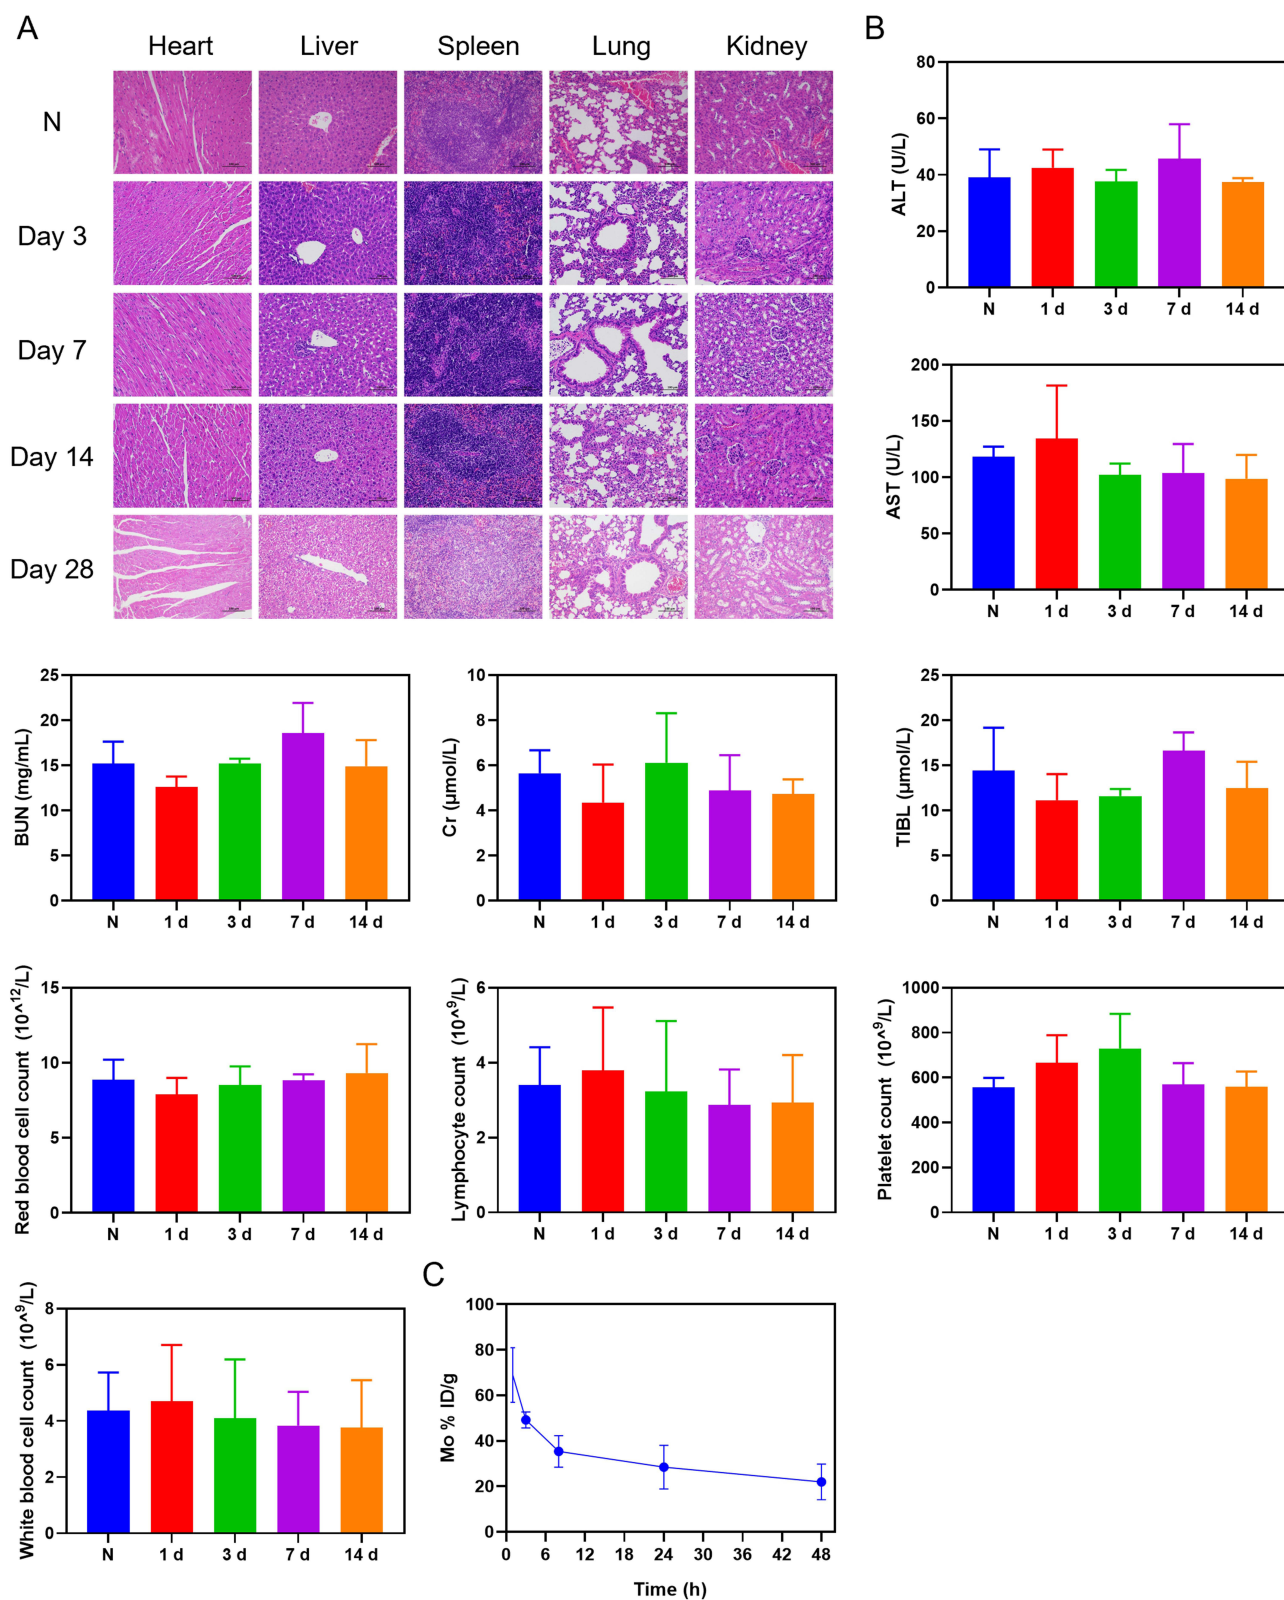 A
Heart Liver Spleen Lung Kidney
N
Day 3
Day 7
Day 14
Day 28
B
ALT (U/L)
80
60
40
20
0
N 1 d 3 d 7 d 14 d
AST (U/L)
200
150
100
50
0
N 1 d 3 d 7 d 14 d
BUN (mg/mL)
25
20
15
10
5
0
N 1 d 3 d 7 d 14 d
Cr (μmol/L)
10
8
6
4
2
0
N 1 d 3 d 7 d 14 d
TIBL (μmol/L)
25
20
15
10
5
0
N 1 d 3 d 7 d 14 d
Red blood cell count (10^12/L)
15
10
5
0
N 1 d 3 d 7 d 14 d
Lymphocyte count (10^9/L)
6
4
2
0
N 1 d 3 d 7 d 14 d
Platelet count (10^9/L)
1000
800
600
400
200
0
N 1 d 3 d 7 d 14 d
White blood cell count (10^9/L)
8
6
4
2
0
N 1 d 3 d 7 d 14 d
C
Mo % ID/g
100
80
60
40
20
0
0 6 12 18 24 30 36 42 48
Time (h)